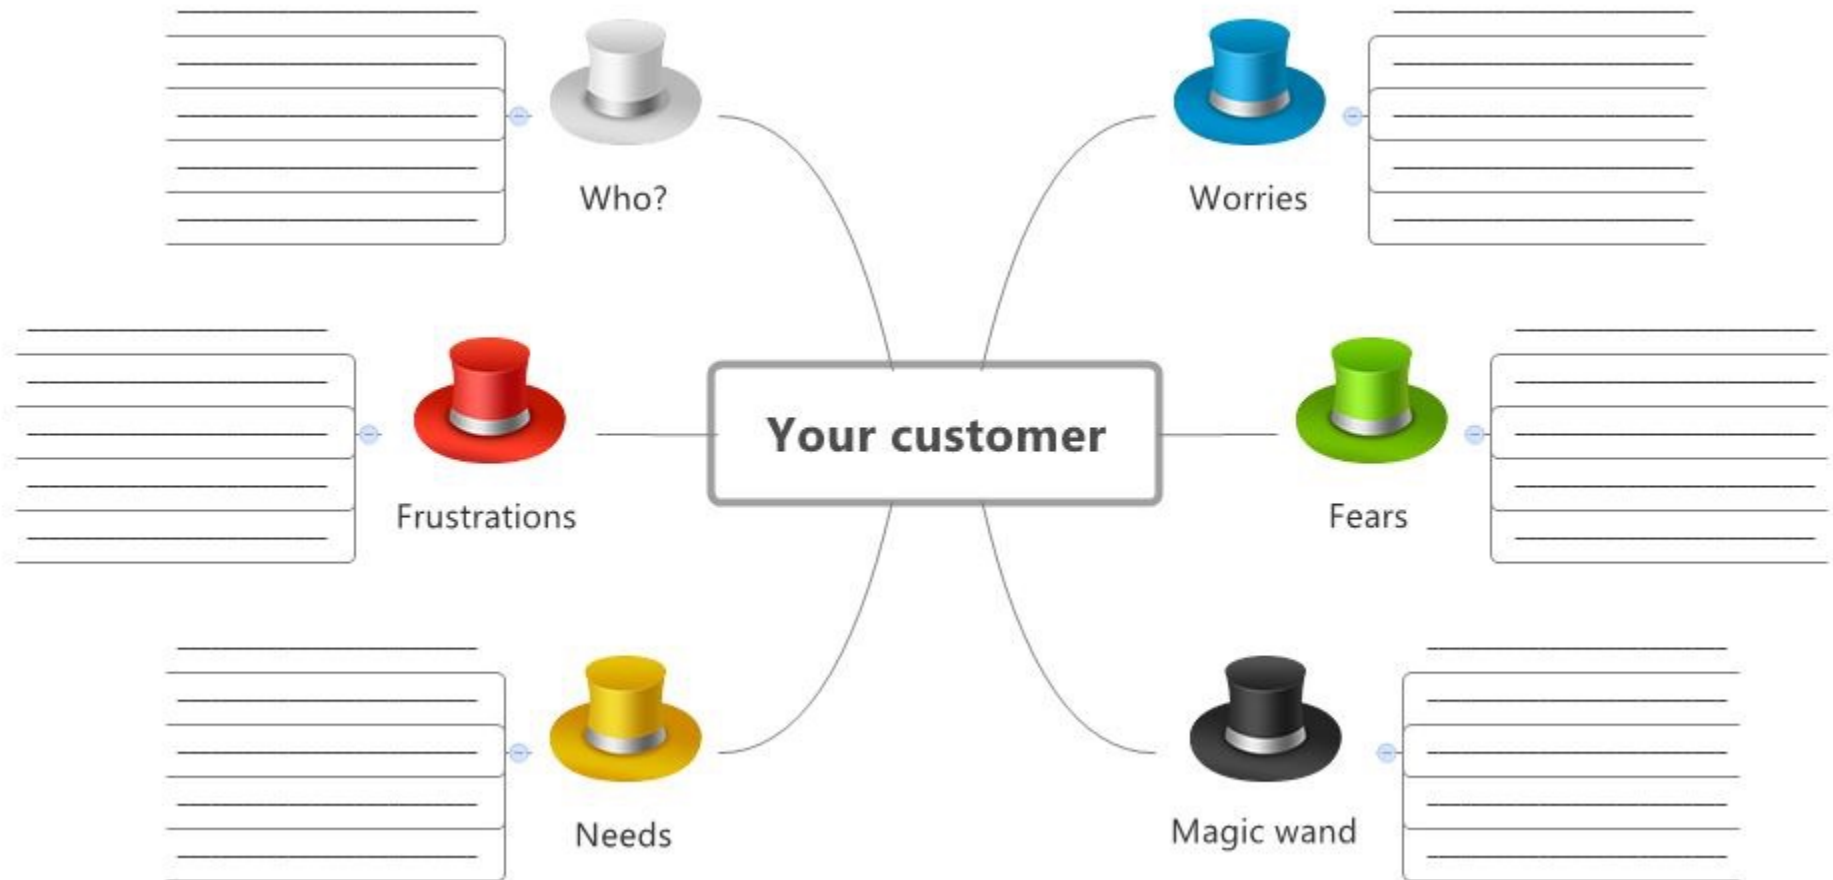 Who?
Worries
Frustrations
Your customer
Fears
Needs
Magic wand